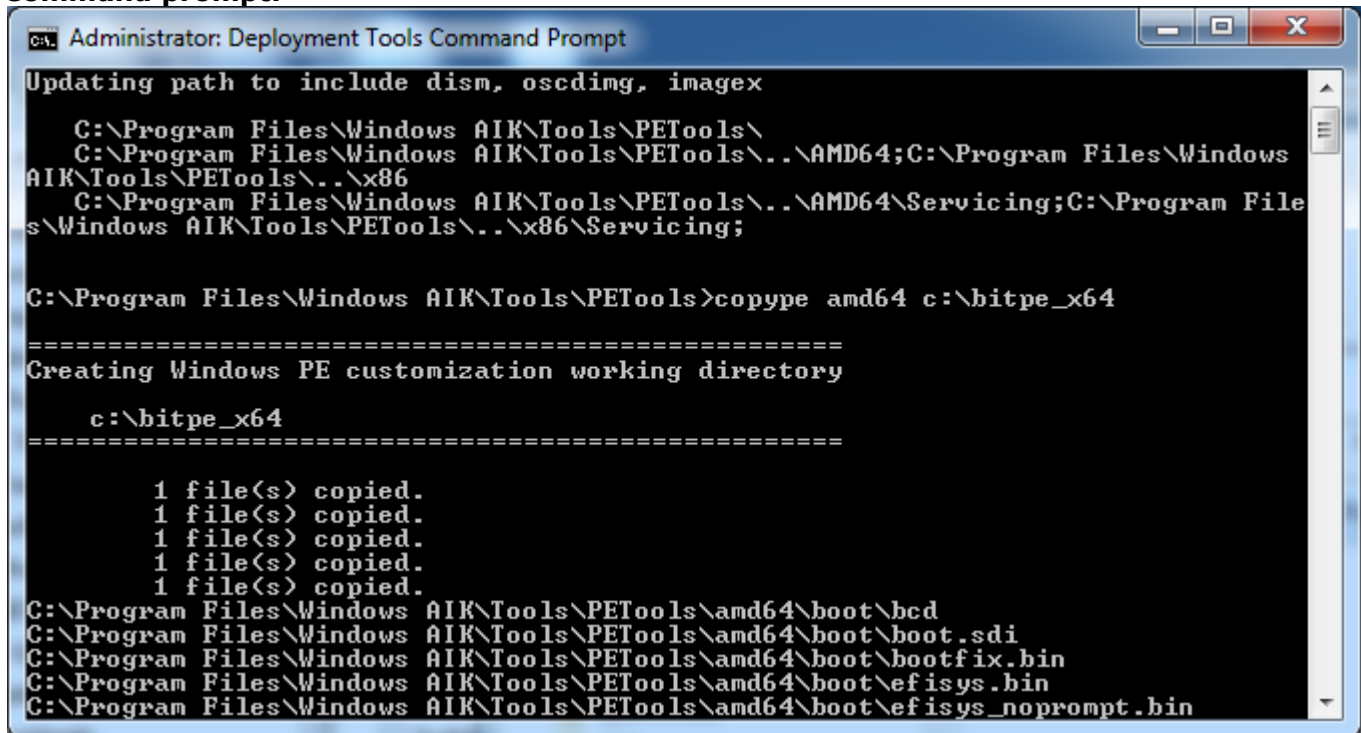 Administrator: Deployment Tools Command Prompt
Updating path to include dism, oscdimg, imagex
C:\Program Files\Windows AIK\Tools\PETools\
C:\Program Files\Windows AIK\Tools\PETools\..\AMD64;C:\Program Files\Windows
AIK\Tools\PETools\..\x86
C:\Program Files\Windows AIK\Tools\PETools\..\AMD64\Servicing;C:\Program File
s\Windows AIK\Tools\PETools\..\x86\Servicing;
C:\Program Files\Windows AIK\Tools\PETools>copype amd64 c:\bitpe_x64
====================================================
Creating Windows PE customization working directory
c:\bitpe_x64
====================================================
1 file(s) copied.
1 file(s) copied.
1 file(s) copied.
1 file(s) copied.
1 file(s) copied.
C:\Program Files\Windows AIK\Tools\PETools\amd64\boot\bcd
C:\Program Files\Windows AIK\Tools\PETools\amd64\boot\boot.sdi
C:\Program Files\Windows AIK\Tools\PETools\amd64\boot\bootfix.bin
C:\Program Files\Windows AIK\Tools\PETools\amd64\boot\efisys.bin
C:\Program Files\Windows AIK\Tools\PETools\amd64\boot\efisys_noprompt.bin